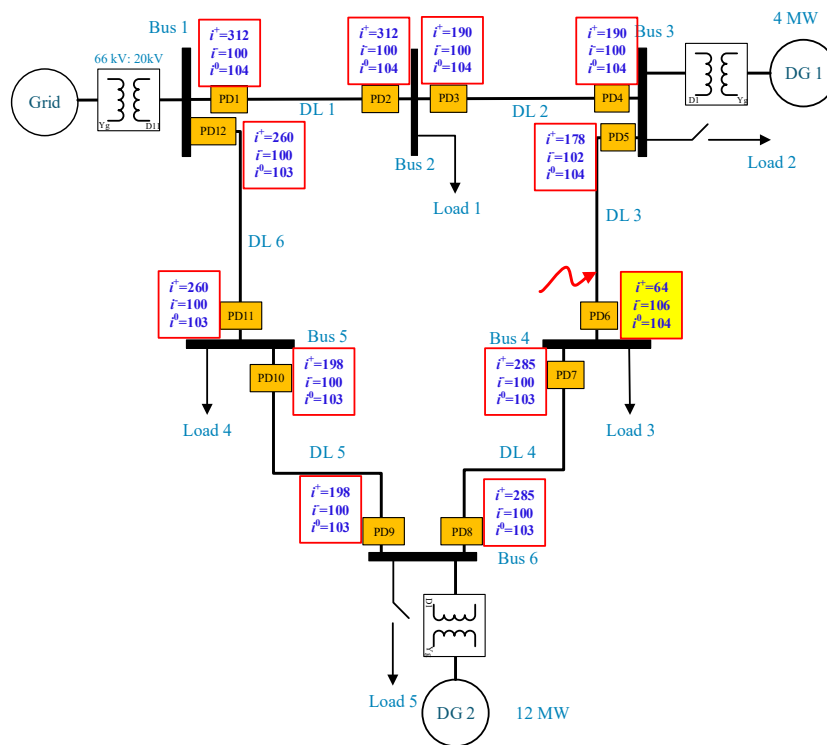 Bus 1
i⁺=312
i⁻=100
i⁰=104
i⁺=312
i⁻=100
i⁰=104
i⁺=190
i⁻=100
i⁰=104
i⁺=190
i⁻=100
i⁰=104
Bus 3
4 MW
66 kV: 20kV
Grid
Yg
D11
PD1
DL 1
PD2
PD3
DL 2
PD4
D1
Yg
DG 1
PD12
i⁺=260
i⁻=100
i⁰=103
Bus 2
PD5
i⁺=178
i⁻=102
i⁰=104
Load 2
Load 1
DL 3
DL 6
i⁺=260
i⁻=100
i⁰=103
PD11
PD6
i⁺=64
i⁻=106
i⁰=104
Bus 5
Bus 4
PD10
i⁺=198
i⁻=100
i⁰=103
i⁺=285
i⁻=100
i⁰=103
PD7
Load 4
Load 3
DL 5
DL 4
i⁺=198
i⁻=100
i⁰=103
PD9
PD8
i⁺=285
i⁻=100
i⁰=103
Bus 6
D1
Yg
Load 5
DG 2
12 MW